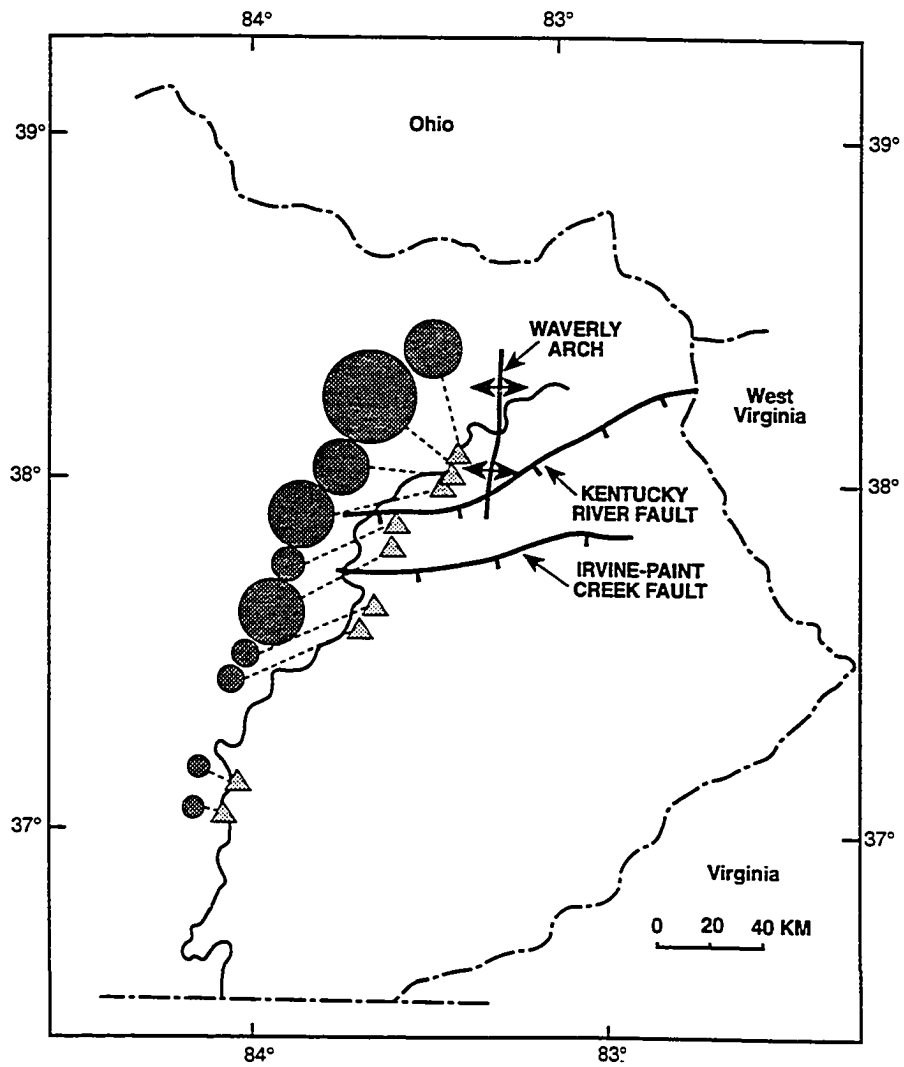 84°
83°
39°
Ohio
39°
WAVERLY
ARCH
West
Virginia
38°
38°
KENTUCKY
RIVER FAULT
IRVINE-PAINT
CREEK FAULT
37°
37°
Virginia
0 20 40 KM
84°
83°